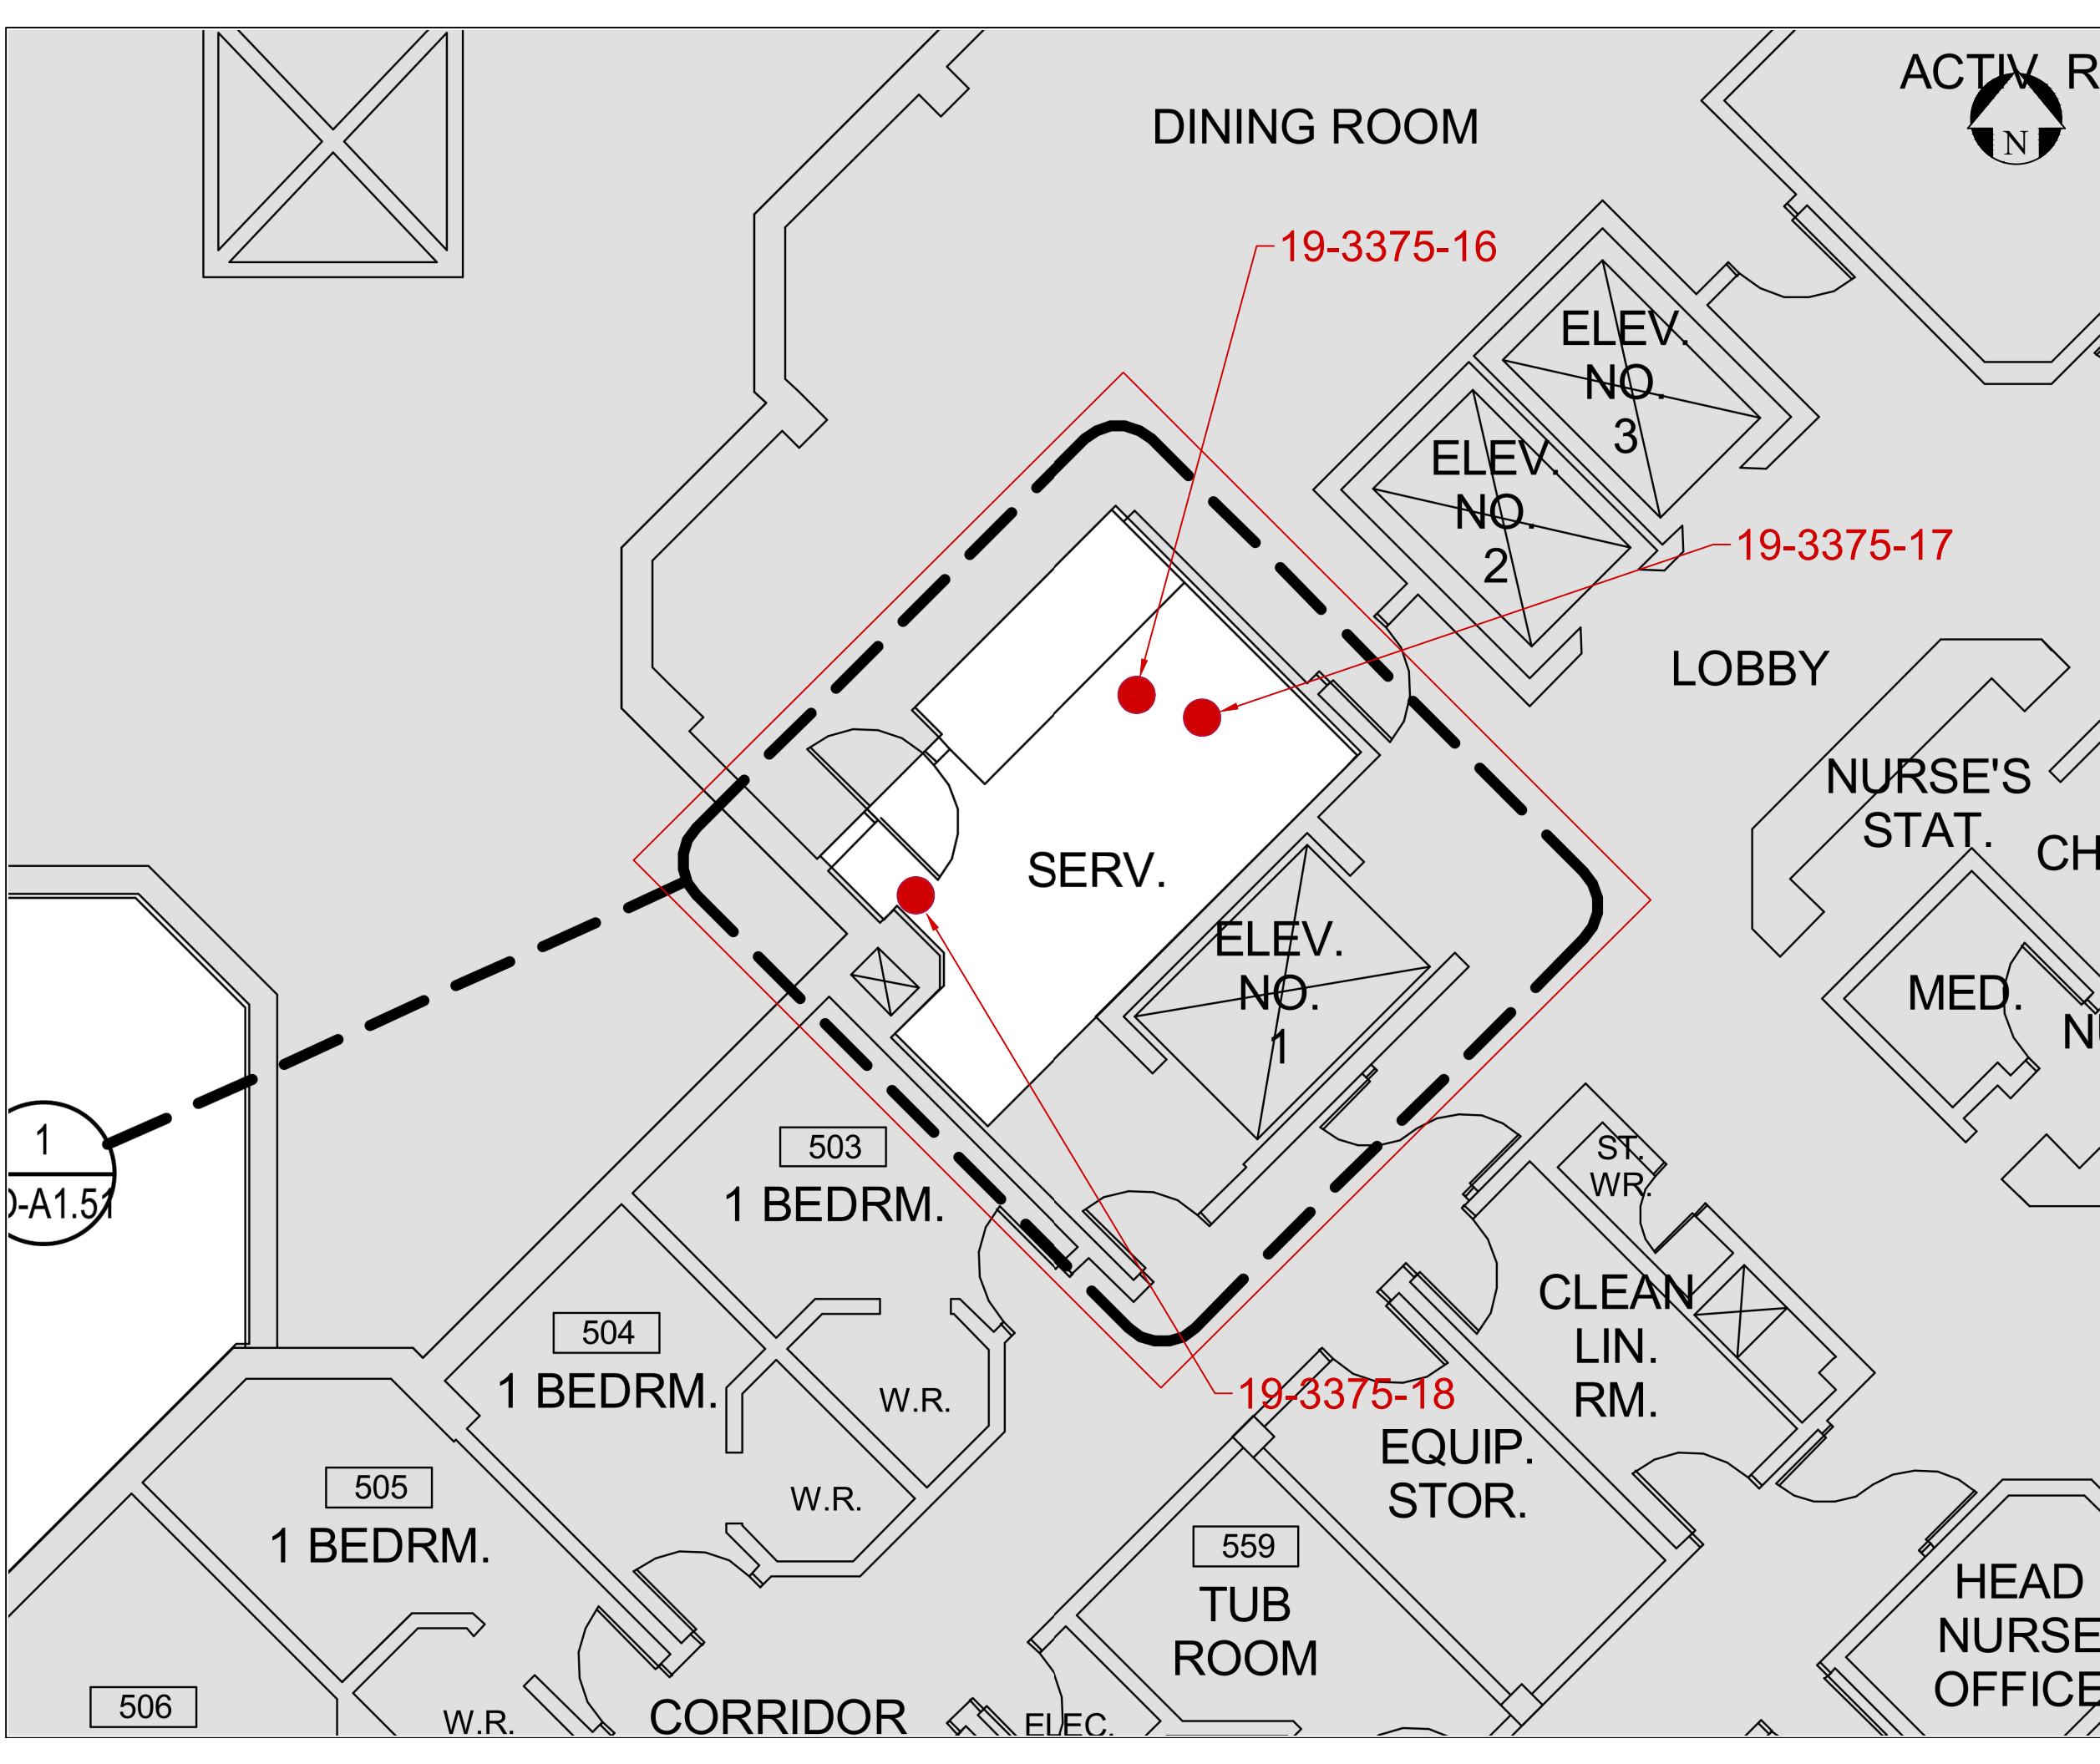 ACTIV. R
N
DINING ROOM
19-3375-16
ELEV.
NO.
3
ELEV.
NO.
2
19-3375-17
LOBBY
NURSE'S
STAT.
CH
SERV.
ELEV.
NO.
1
MED.
N
1
-A1.51
503
1 BEDRM.
ST.
WR.
504
1 BEDRM.
CLEAN
LIN.
RM.
W.R.
19-3375-18
EQUIP.
STOR.
505
1 BEDRM.
W.R.
559
TUB
ROOM
HEAD
NURSE
OFFICE
506
W.R.
CORRIDOR
ELEC.